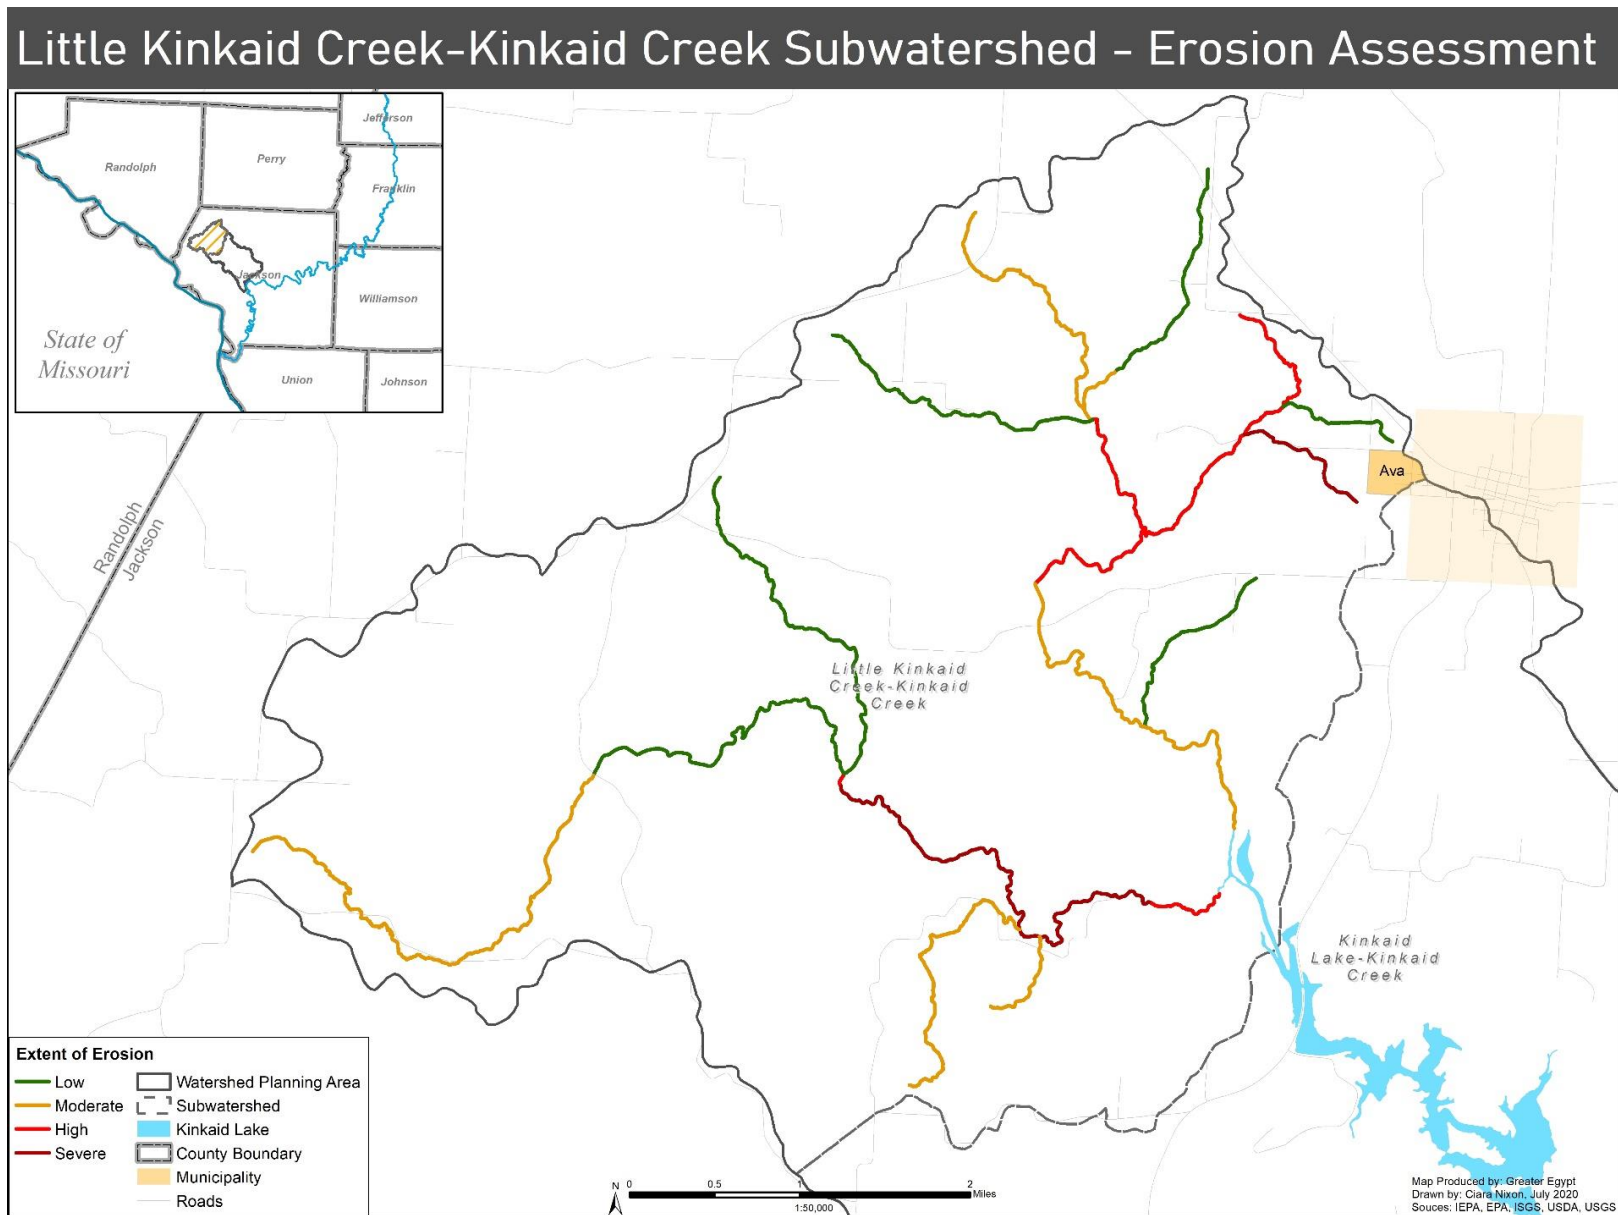 Little Kinkaid Creek-Kinkaid Creek Subwatershed - Erosion Assessment
Jefferson
Randolph
Perry
Franklin
Jackson
Williamson
State of
Missouri
Union
Johnson
Ava
Randolph
Jackson
Little Kinkaid
Creek-Kinkaid
Creek
Kinkaid
Lake-Kinkaid
Creek
Extent of Erosion
Low
Moderate
High
Severe
Watershed Planning Area
Subwatershed
Kinkaid Lake
County Boundary
Municipality
Roads
N
0 0.5 1 2
Miles
1:50,000
Map Produced by: Greater Egypt
Drawn by: Ciara Nixon, July 2020
Souces: IEPA, EPA, ISGS, USDA, USGS